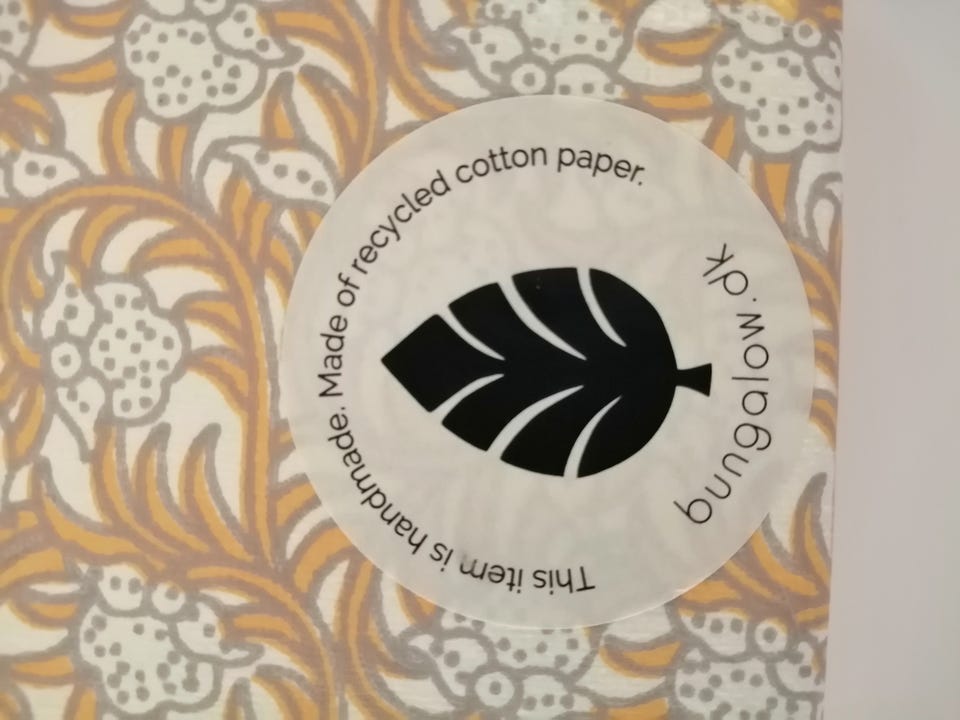 This item is handmade. Made of recycled cotton paper.
bungalow.dk